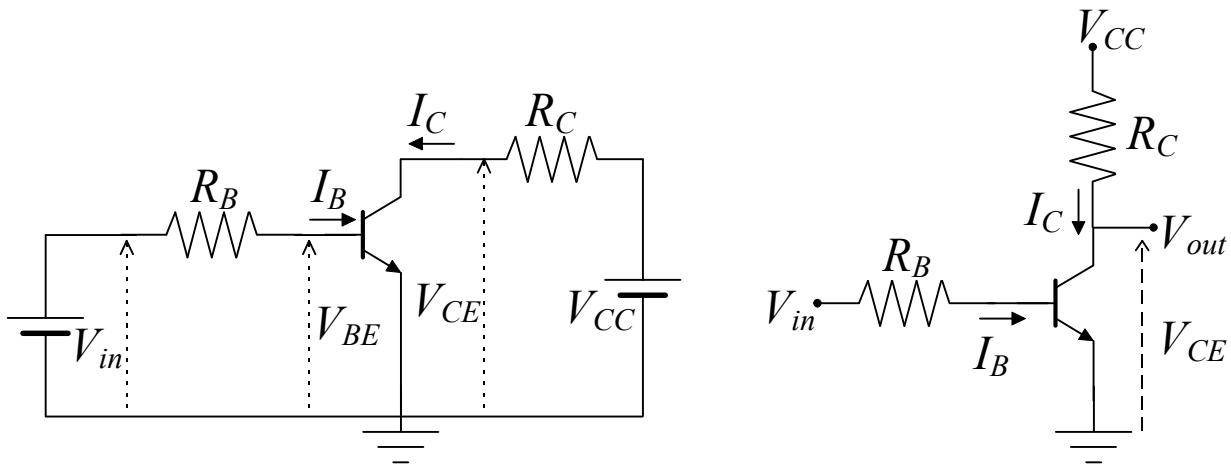 I_C
R_C
R_B
I_B
V_in
V_BE
V_CE
V_CC
V_CC
R_C
I_C
V_out
R_B
V_in
I_B
V_CE